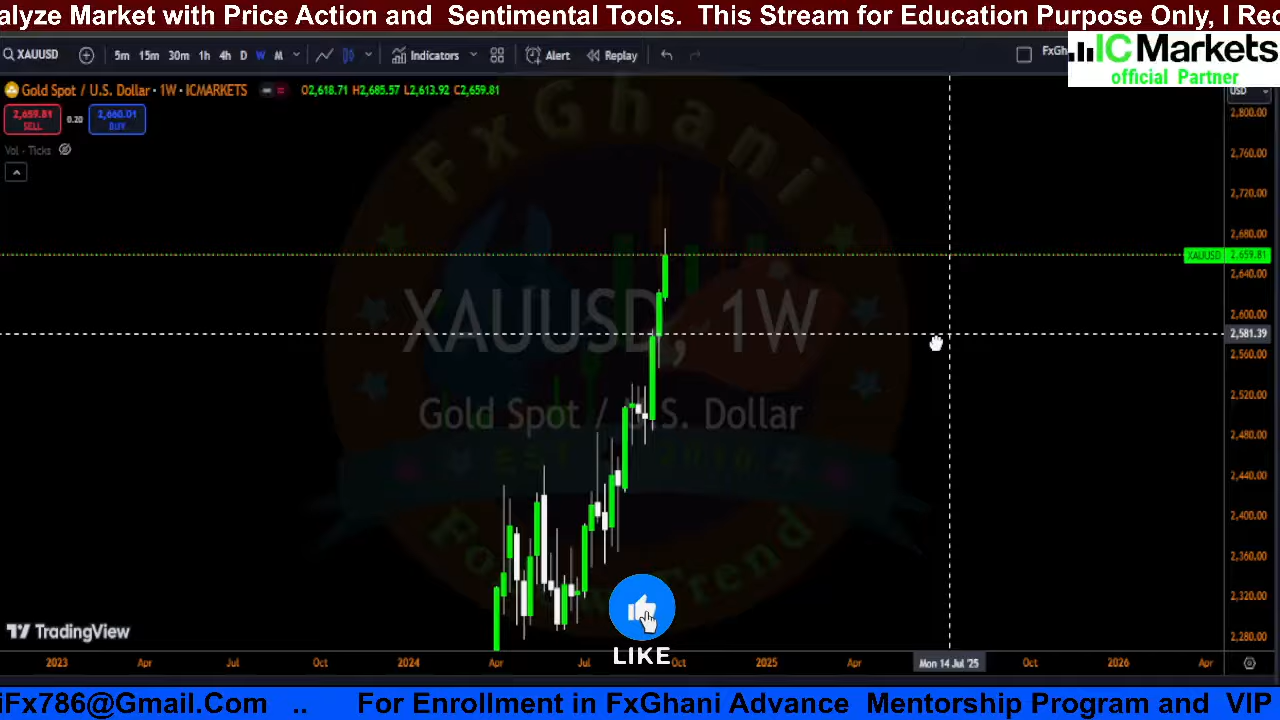 alyze Market with Price Action and  Sentimental Tools.  This Stream for Education Purpose Only, I Rec
XAUUSD 5m 15m 30m 1h 4h D W M Indicators Alert Replay FxGh
IC Markets
official Partner
Gold Spot / U.S. Dollar · 1W · ICMARKETS O2,618.71 H2,685.57 L2,613.92 C2,659.81
USD
2,659.81 SELL 0.20 2,660.01 BUY
Vol · Ticks
FxGhani
XAUUSD, 1W
Gold Spot / U.S. Dollar
2,800.00
2,760.00
2,720.00
2,680.00
XAUUSD 2,659.81
2,640.00
2,600.00
2,581.39
2,560.00
2,520.00
2,480.00
2,440.00
2,400.00
2,360.00
2,320.00
2,280.00
LIKE
TradingView
2023 Apr Jul Oct 2024 Apr Jul Oct 2025 Apr Mon 14 Jul '25 Oct 2026 Apr
iFx786@Gmail.Com .. For Enrollment in FxGhani Advance Mentorship Program and VIP